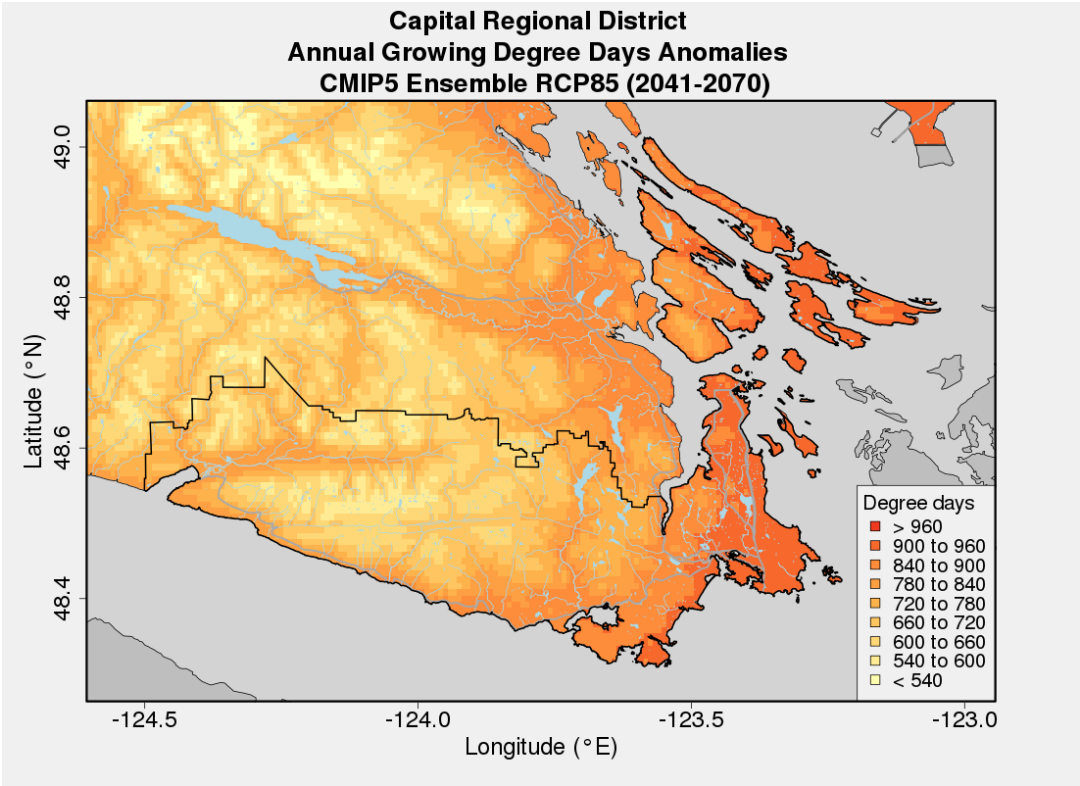 Capital Regional District
Annual Growing Degree Days Anomalies
CMIP5 Ensemble RCP85 (2041-2070)
49.0
48.8
48.6
48.4
Latitude (°N)
Degree days
> 960
900 to 960
840 to 900
780 to 840
720 to 780
660 to 720
600 to 660
540 to 600
< 540
-124.5
-124.0
-123.5
-123.0
Longitude (°E)